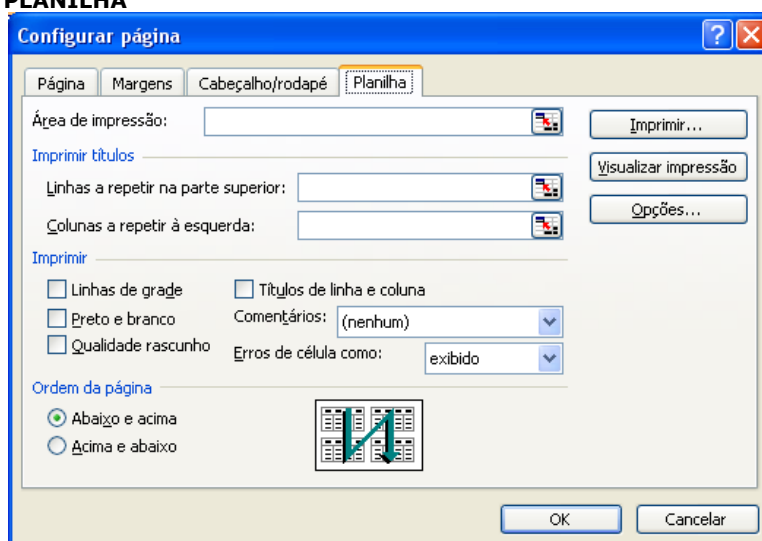 PLANILHA
Configurar página
Página Margens Cabeçalho/rodapé Planilha
Área de impressão:
Imprimir...
Imprimir títulos
Visualizar impressão
Linhas a repetir na parte superior:
Opções...
Colunas a repetir à esquerda:
Imprimir
Linhas de grade
Títulos de linha e coluna
Preto e branco
Comentários: (nenhum)
Qualidade rascunho
Erros de célula como: exibido
Ordem da página
Abaixo e acima
Acima e abaixo
OK Cancelar